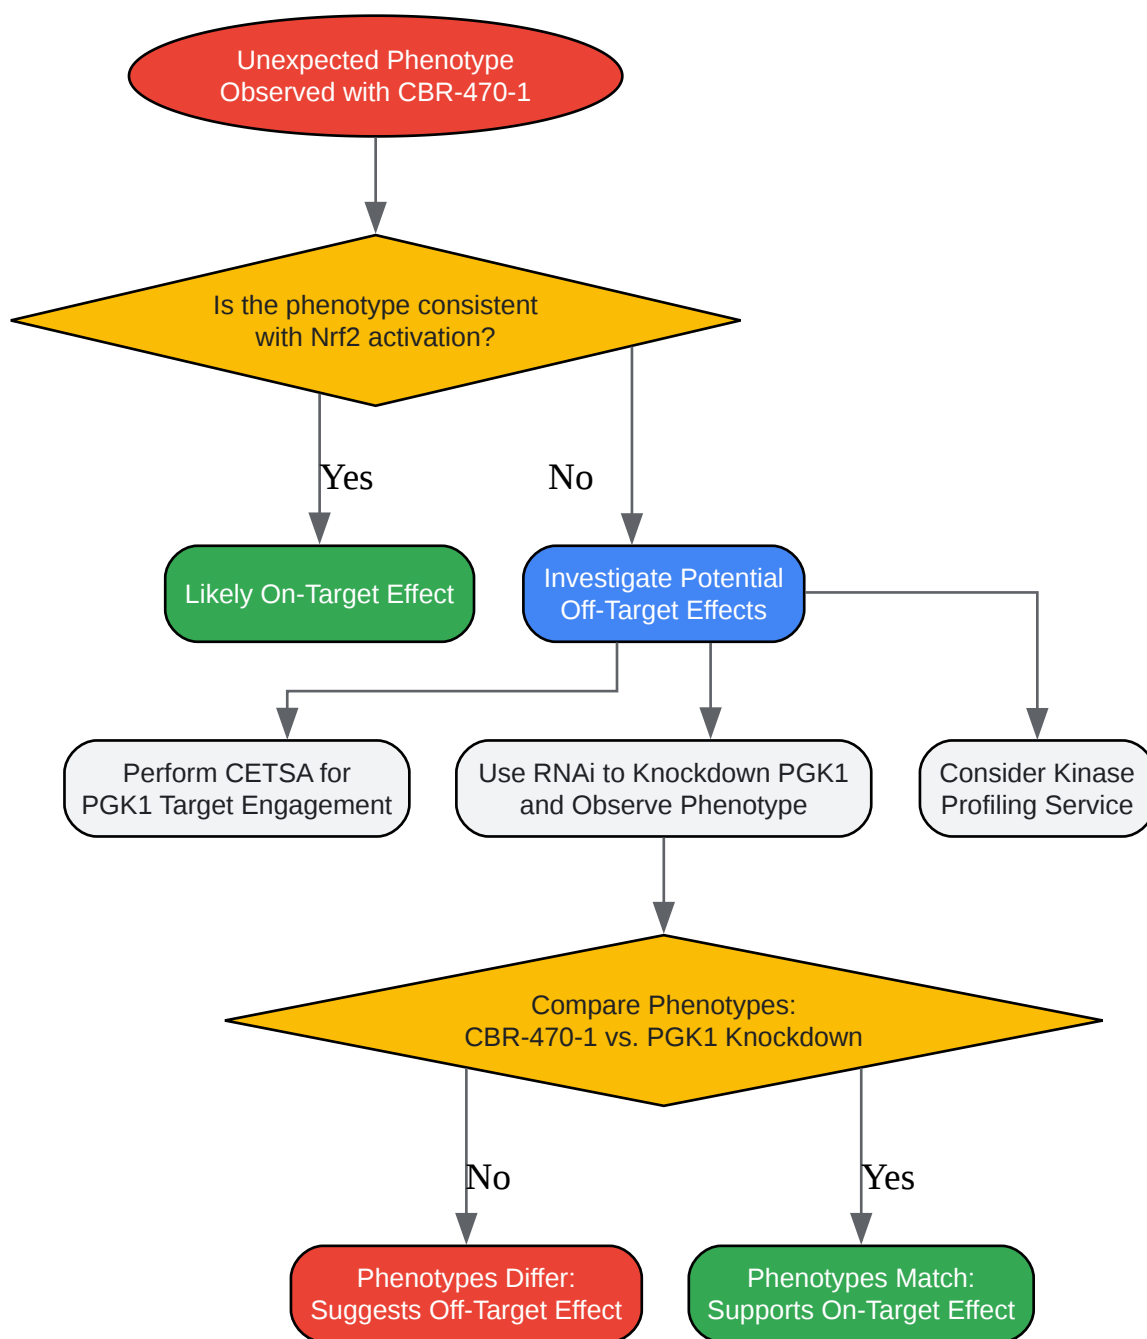 Unexpected Phenotype
Observed with CBR-470-1
Is the phenotype consistent
with Nrf2 activation?
Yes
No
Likely On-Target Effect
Investigate Potential
Off-Target Effects
Perform CETSA for
PGK1 Target Engagement
Use RNAi to Knockdown PGK1
and Observe Phenotype
Consider Kinase
Profiling Service
Compare Phenotypes:
CBR-470-1 vs. PGK1 Knockdown
No
Yes
Phenotypes Differ:
Suggests Off-Target Effect
Phenotypes Match:
Supports On-Target Effect